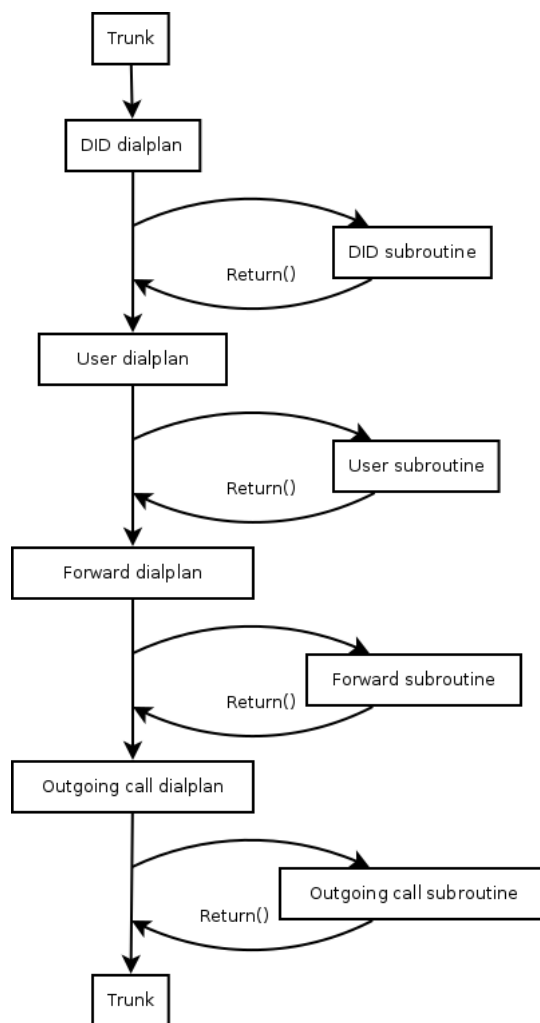 Trunk
DID dialplan
DID subroutine
Return()
User dialplan
User subroutine
Return()
Forward dialplan
Forward subroutine
Return()
Outgoing call dialplan
Outgoing call subroutine
Return()
Trunk